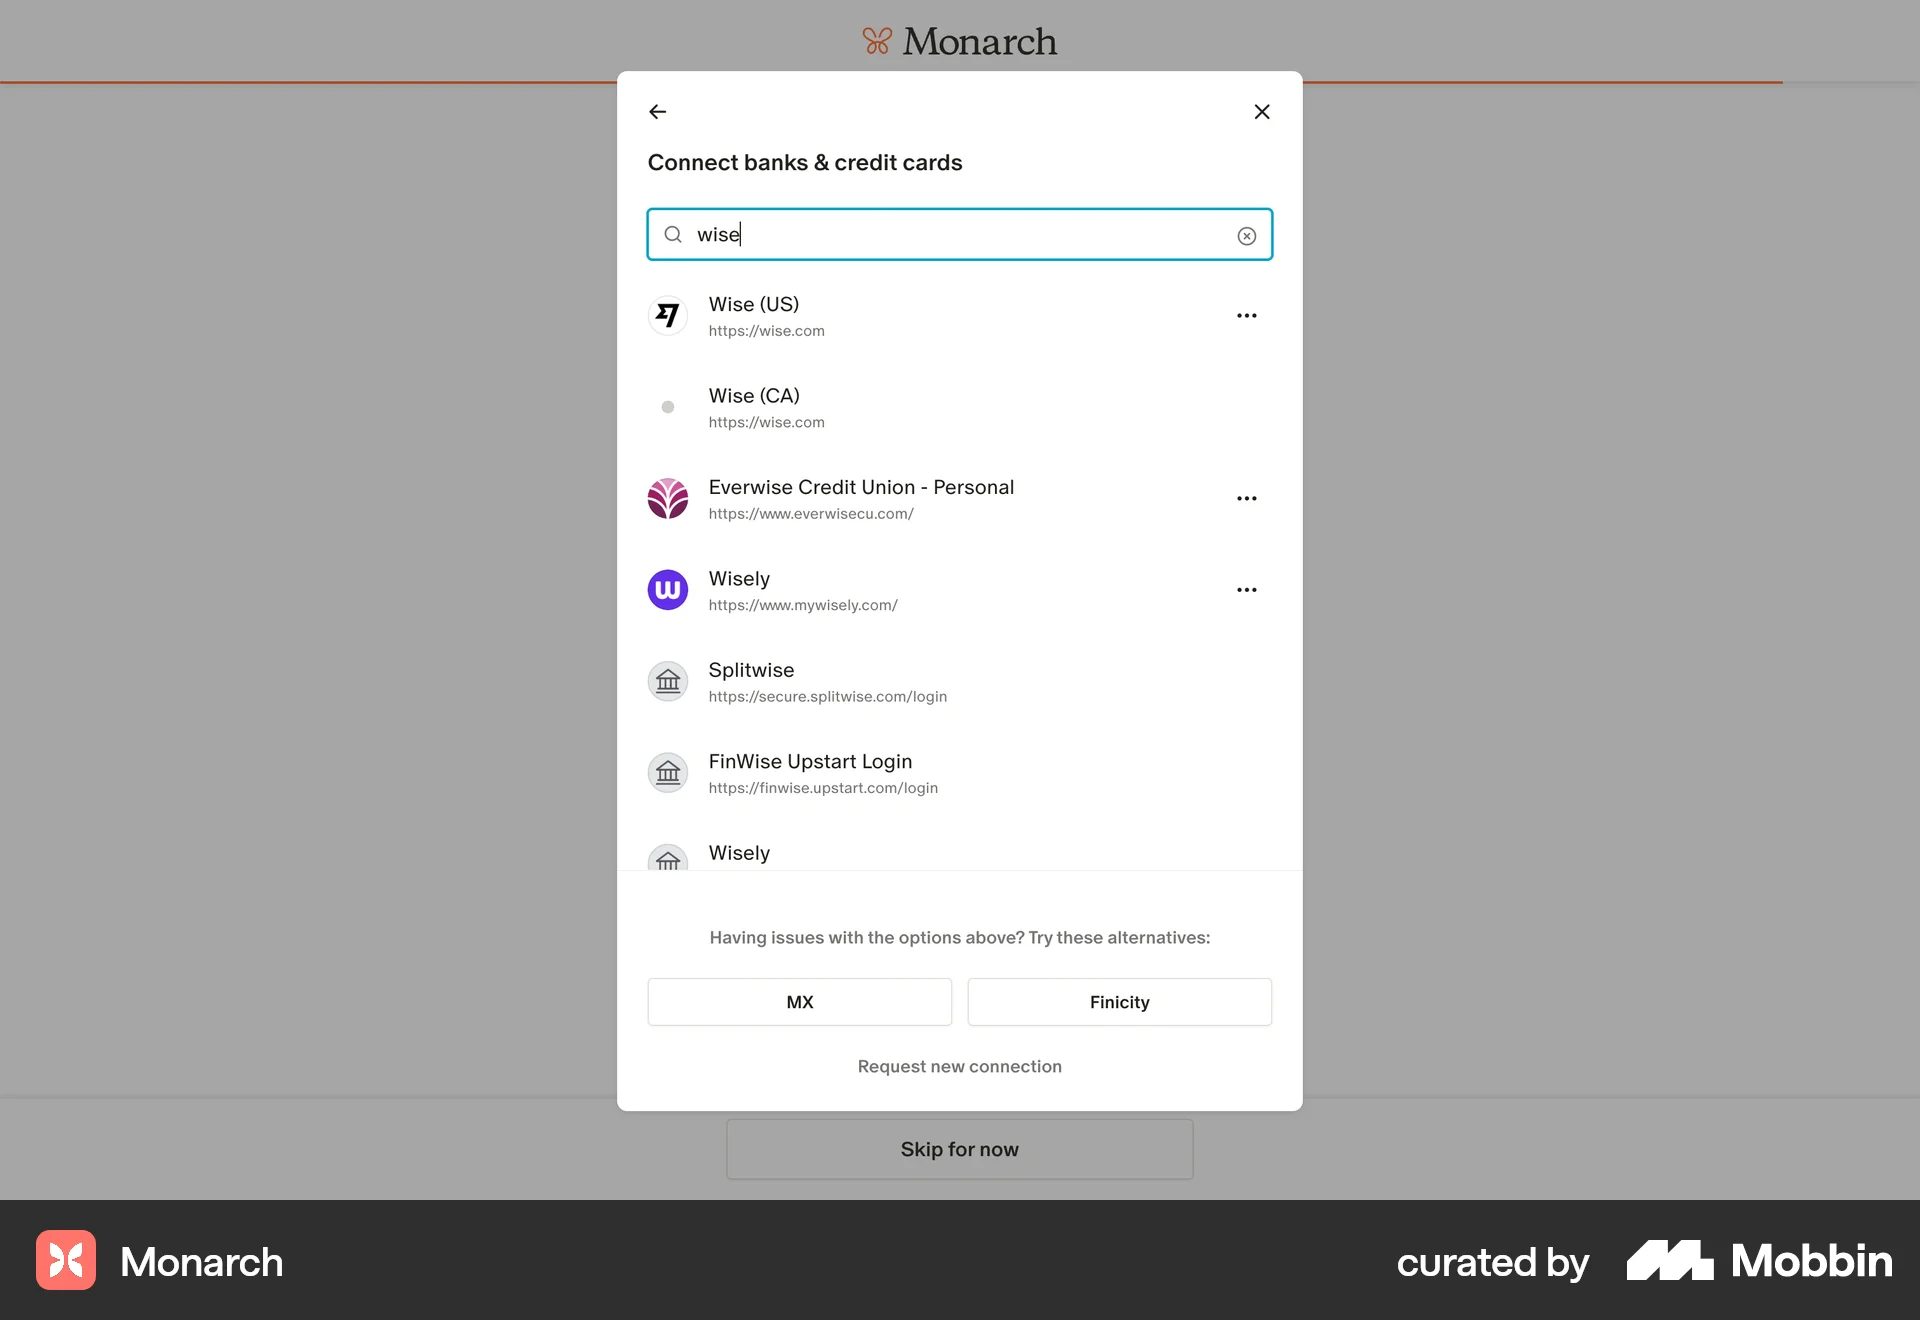 Monarch
Connect banks & credit cards
wise
Wise (US)
https://wise.com
Wise (CA)
https://wise.com
Everwise Credit Union - Personal
https://www.everwisecu.com/
Wisely
https://www.mywisely.com/
Splitwise
https://secure.splitwise.com/login
FinWise Upstart Login
https://finwise.upstart.com/login
Wisely
Having issues with the options above? Try these alternatives:
MX
Finicity
Request new connection
Skip for now
Monarch
curated by Mobbin